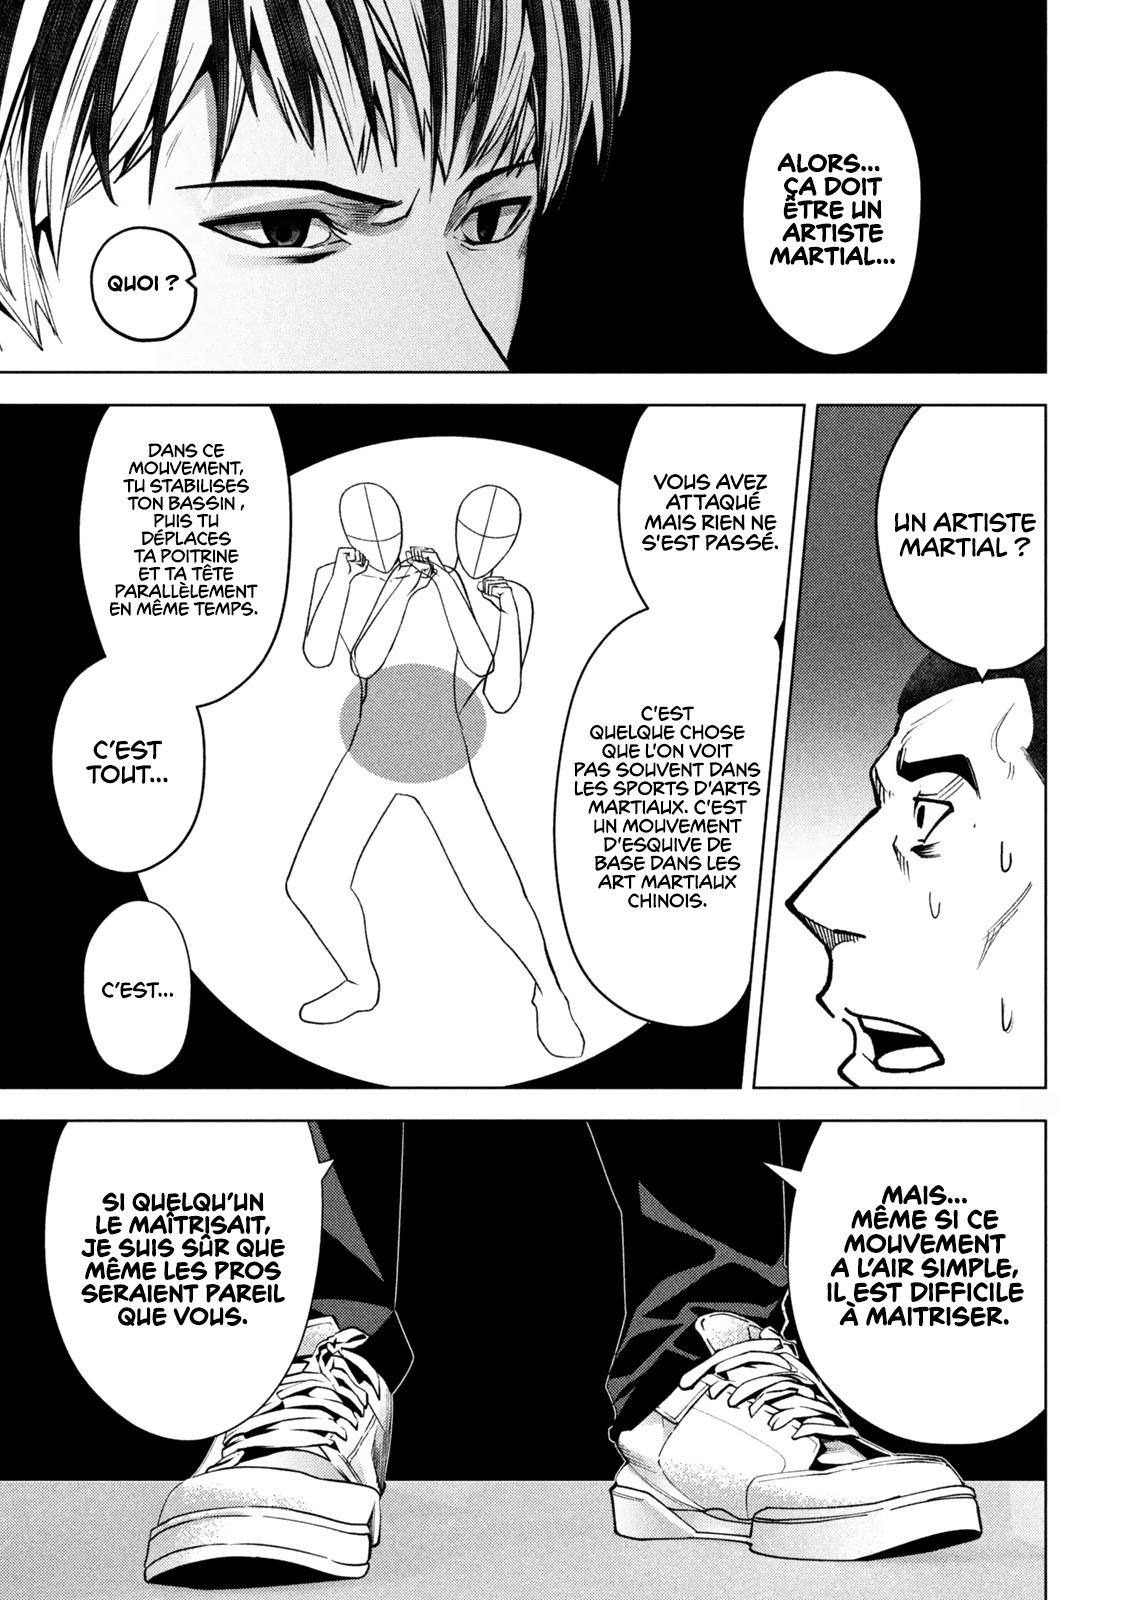 ALORS...
ÇA DOIT
ÊTRE UN
ARTISTE
MARTIAL...
QUOI ?
UN ARTISTE
MARTIAL ?
VOUS AVEZ
ATTAQUÉ
MAIS RIEN NE
S'EST PASSÉ.
C'EST
QUELQUE CHOSE
QUE L'ON VOIT
PAS SOUVENT DANS
LES SPORTS D'ARTS
MARTIAUX. C'EST
UN MOUVEMENT
D'ESQUIVE DE
BASE DANS LES
ART MARTIAUX
CHINOIS.
DANS CE
MOUVEMENT,
TU STABILISES
TON BASSIN ,
PUIS TU
DÉPLACES
TA POITRINE
ET TA TÊTE
PARALLÈLEMENT
EN MÊME TEMPS.
C'EST
TOUT...
C'EST...
MAIS...
MÊME SI CE
MOUVEMENT
A L'AIR SIMPLE,
IL EST DIFFICILE
À MAITRISER.
SI QUELQU'UN
LE MAÎTRISAIT,
JE SUIS SÛR QUE
MÊME LES PROS
SERAIENT PAREIL
QUE VOUS.